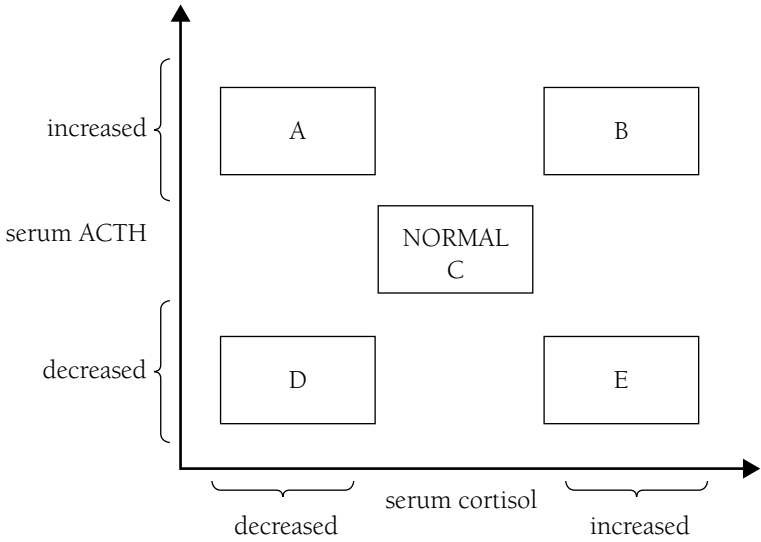 increased
A
B
serum ACTH
NORMAL
C
decreased
D
E
serum cortisol
decreased
increased